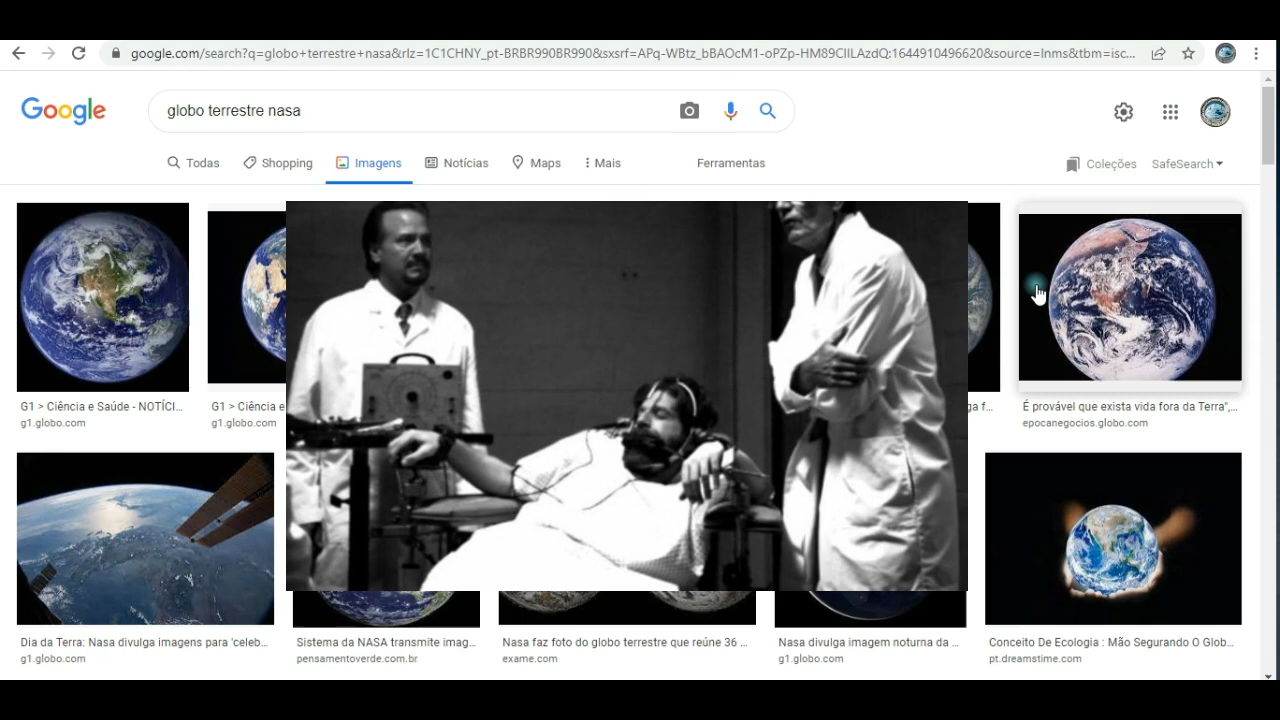 google.com/search?q=globo+terrestre+nasa&rlz=1C1CHNY_pt-BRBR990BR990&sxsrf=APq-WBtz_bBAOcM1-oPZp-HM89CIlLAzdQ:1644910496620&source=lnms&tbm=isc...
Google
globo terrestre nasa
Todas Shopping Imagens Notícias Maps Mais Ferramentas Coleções SafeSearch
G1 > Ciência e Saúde - NOTÍCI... G1 > Ciência e ga f... É provável que exista vida fora da Terra",...
g1.globo.com g1.globo.com epocanegocios.globo.com
Dia da Terra: Nasa divulga imagens para 'celeb... Sistema da NASA transmite imag... Nasa faz foto do globo terrestre que reúne 36 ... Nasa divulga imagem noturna da ... Conceito De Ecologia : Mão Segurando O Glob...
g1.globo.com pensamentoverde.com.br exame.com g1.globo.com pt.dreamstime.com